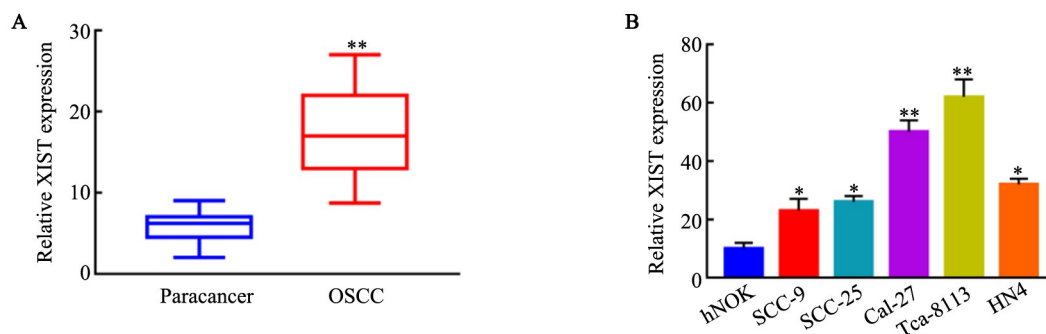 A
Relative XIST expression
30
20
10
0
**
Paracancer
OSCC
B
Relative XIST expression
80
60
40
20
0
*
*
**
**
*
hNOK
SCC-9
SCC-25
Cal-27
Tca-8113
HN4